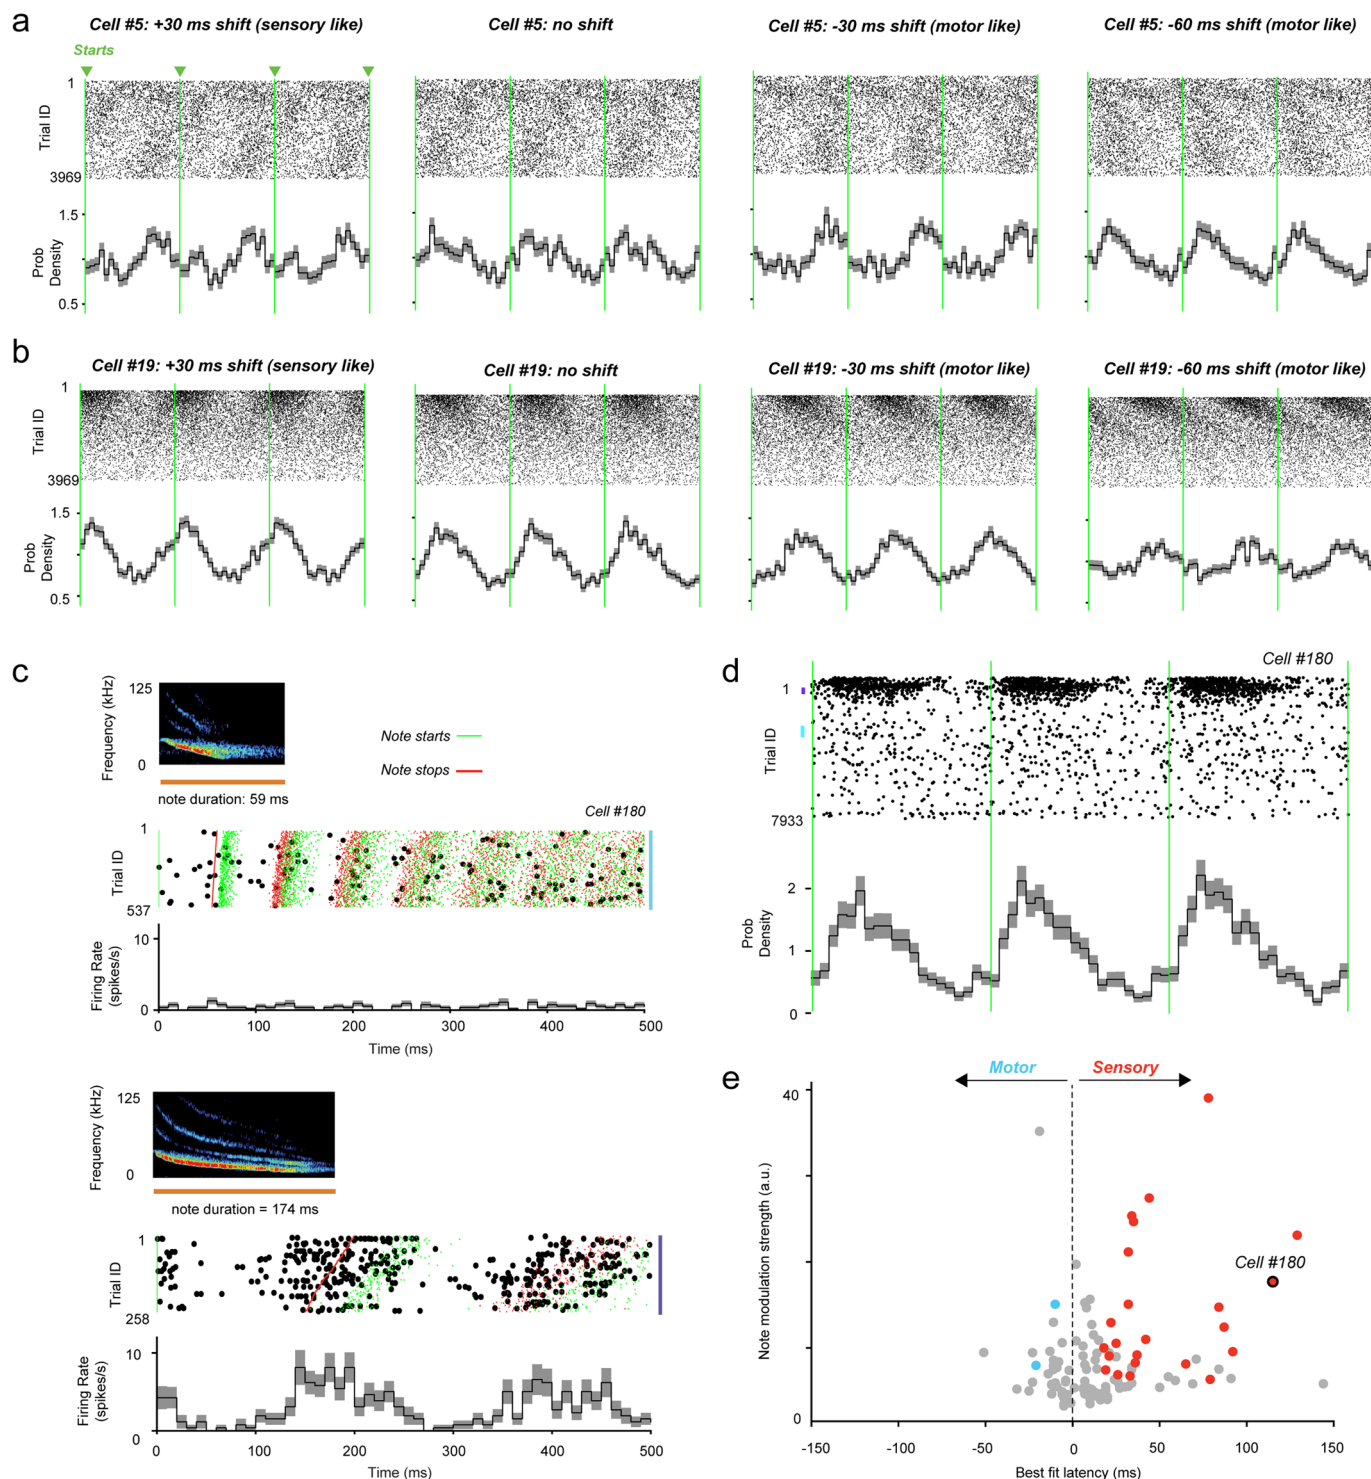 a
Cell #5: +30 ms shift (sensory like)
Cell #5: no shift
Cell #5: -30 ms shift (motor like)
Cell #5: -60 ms shift (motor like)
Starts
1
Trial ID
3969
1.5
Prob
Density
0.5
b
Cell #19: +30 ms shift (sensory like)
Cell #19: no shift
Cell #19: -30 ms shift (motor like)
Cell #19: -60 ms shift (motor like)
1
Trial ID
3969
1.5
Prob
Density
0.5
c
Frequency (kHz)
125
0
note duration: 59 ms
Note starts
Note stops
Cell #180
1
Trial ID
537
10
Firing Rate
(spikes/s)
0
0 100 200 300 400 500
Time (ms)
Frequency (kHz)
125
0
note duration = 174 ms
1
Trial ID
258
10
Firing Rate
(spikes/s)
0
0 100 200 300 400 500
Time (ms)
d
Cell #180
1
Trial ID
7933
2
Prob
Density
1
0
e
Motor
Sensory
40
Note modulation strength (a.u.)
Cell #180
0
-150 -100 -50 0 50 100 150
Best fit latency (ms)